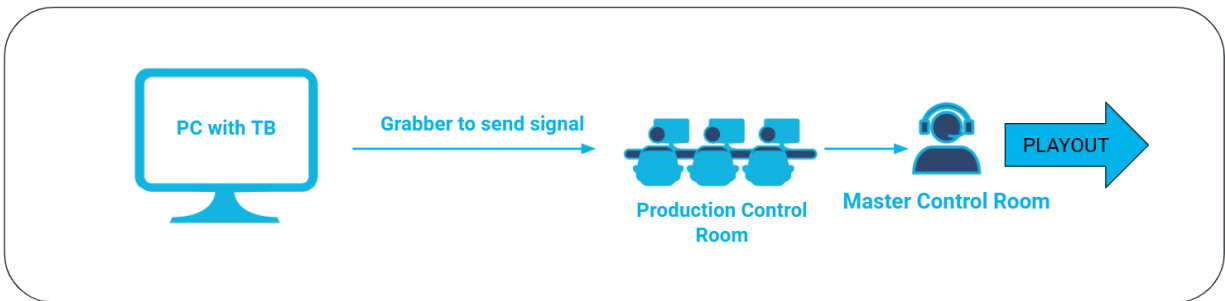 PC with TB
Grabber to send signal
Production Control
Room
Master Control Room
PLAYOUT